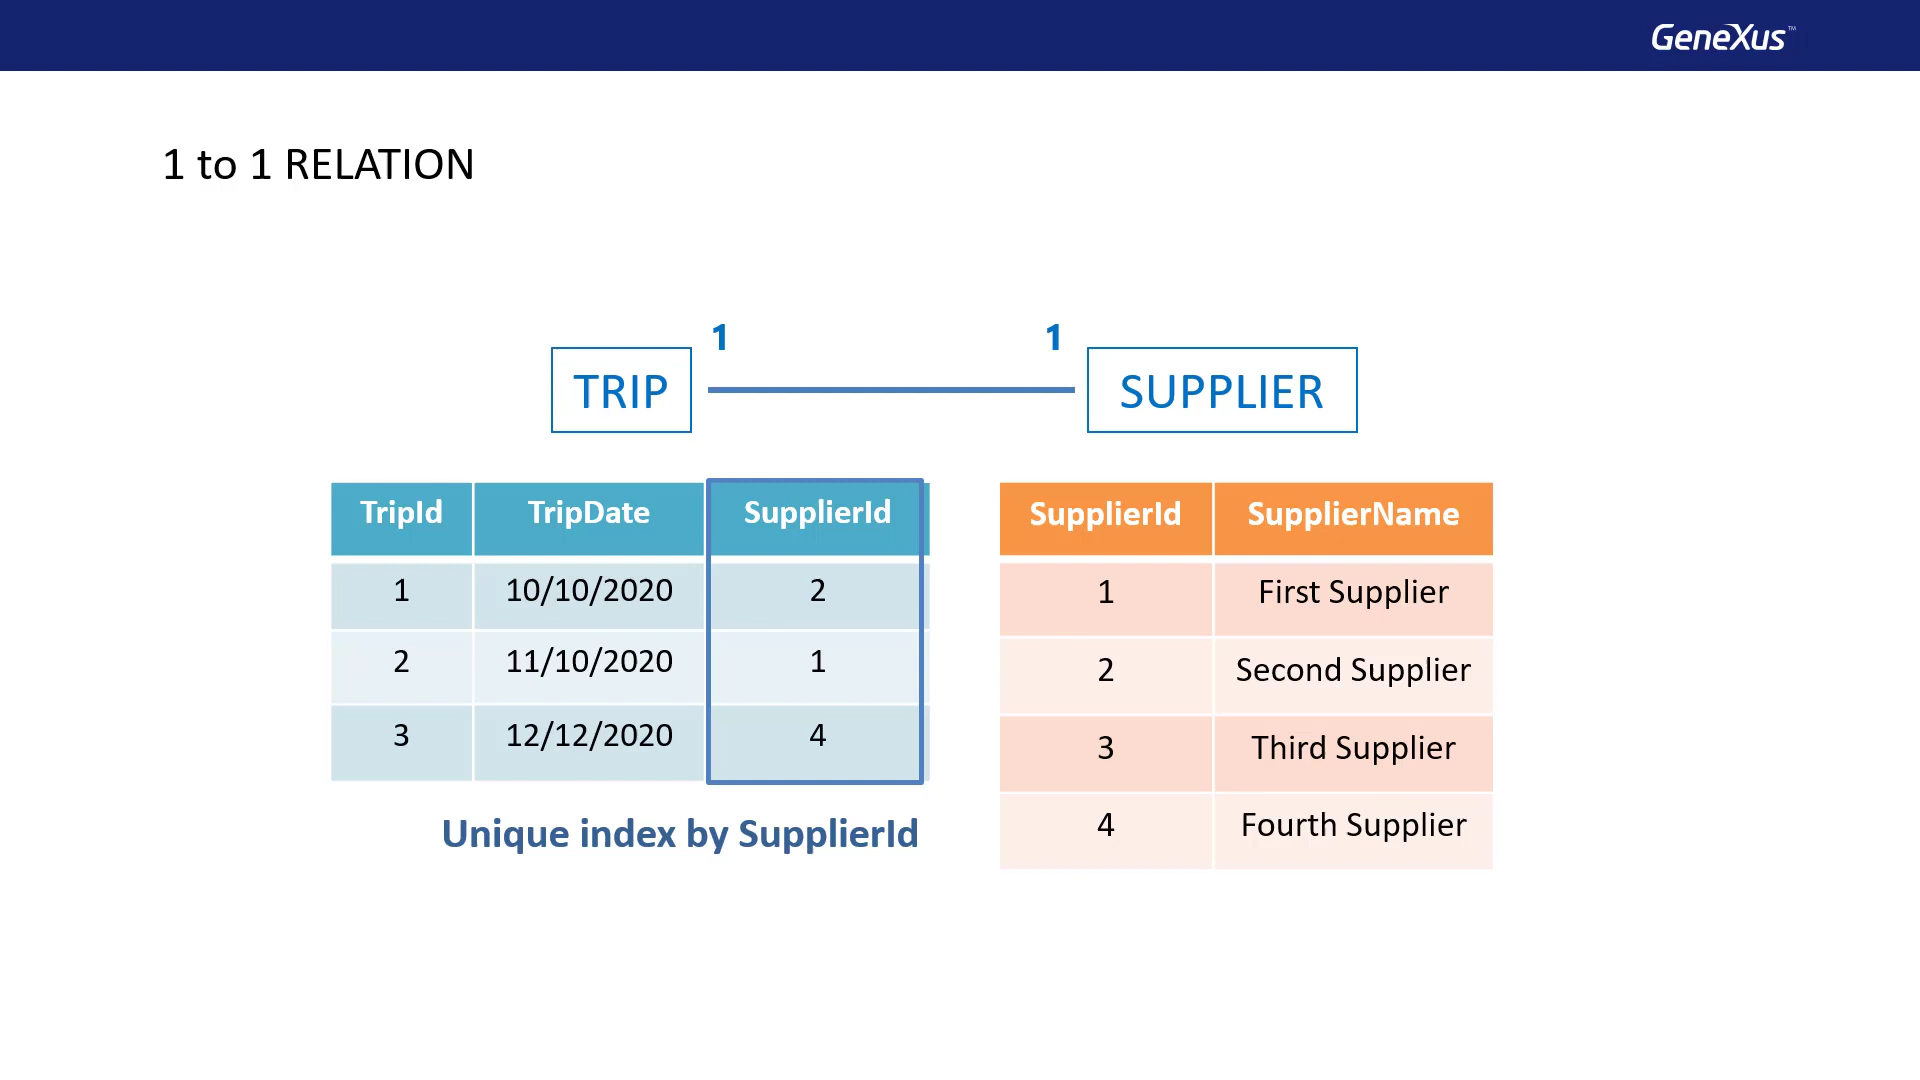 GeneXus™
1 to 1 RELATION
1 1
TRIP SUPPLIER
TripId TripDate SupplierId
1 10/10/2020 2
2 11/10/2020 1
3 12/12/2020 4
Unique index by SupplierId
SupplierId SupplierName
1 First Supplier
2 Second Supplier
3 Third Supplier
4 Fourth Supplier